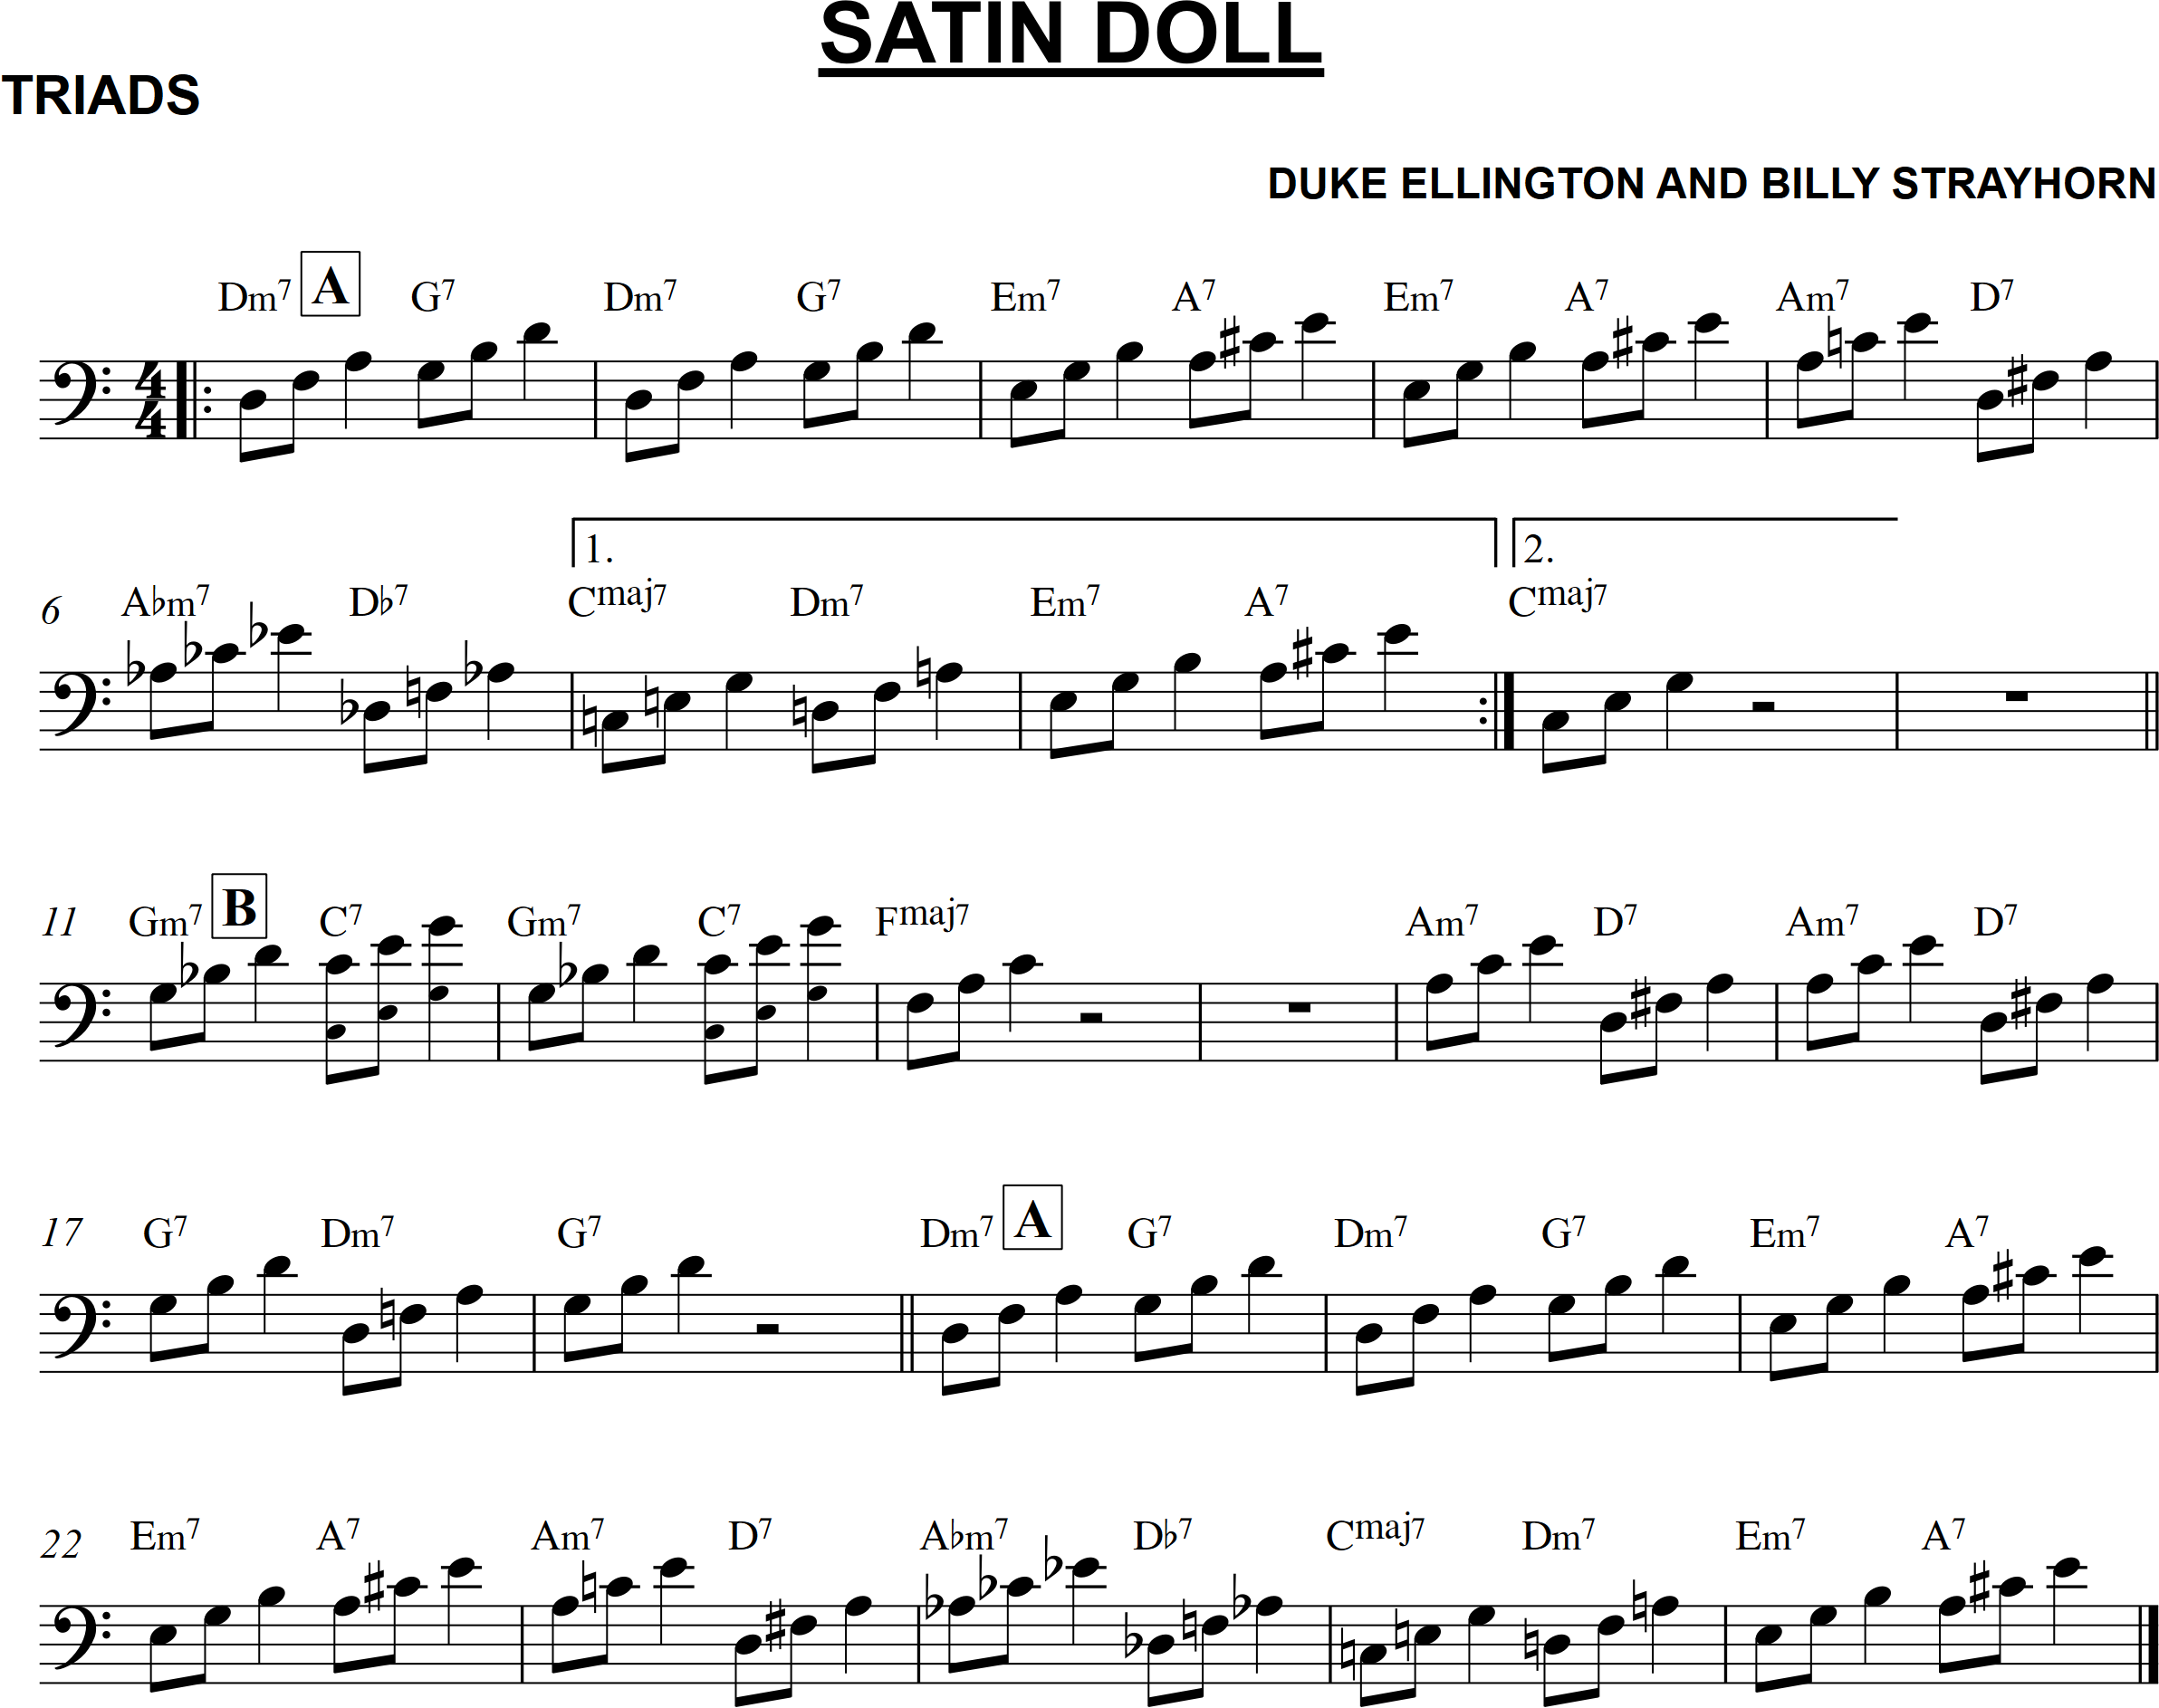 SATIN DOLL
TRIADS
DUKE ELLINGTON AND BILLY STRAYHORN
Dm7 A G7 Dm7 G7 Em7 A7 Em7 A7 Am7 D7
4/4
1. 2.
6 A♭m7 D♭7 Cmaj7 Dm7 Em7 A7 Cmaj7
11 Gm7 B C7 Gm7 C7 Fmaj7 Am7 D7 Am7 D7
17 G7 Dm7 G7 Dm7 A G7 Dm7 G7 Em7 A7
22 Em7 A7 Am7 D7 A♭m7 D♭7 Cmaj7 Dm7 Em7 A7